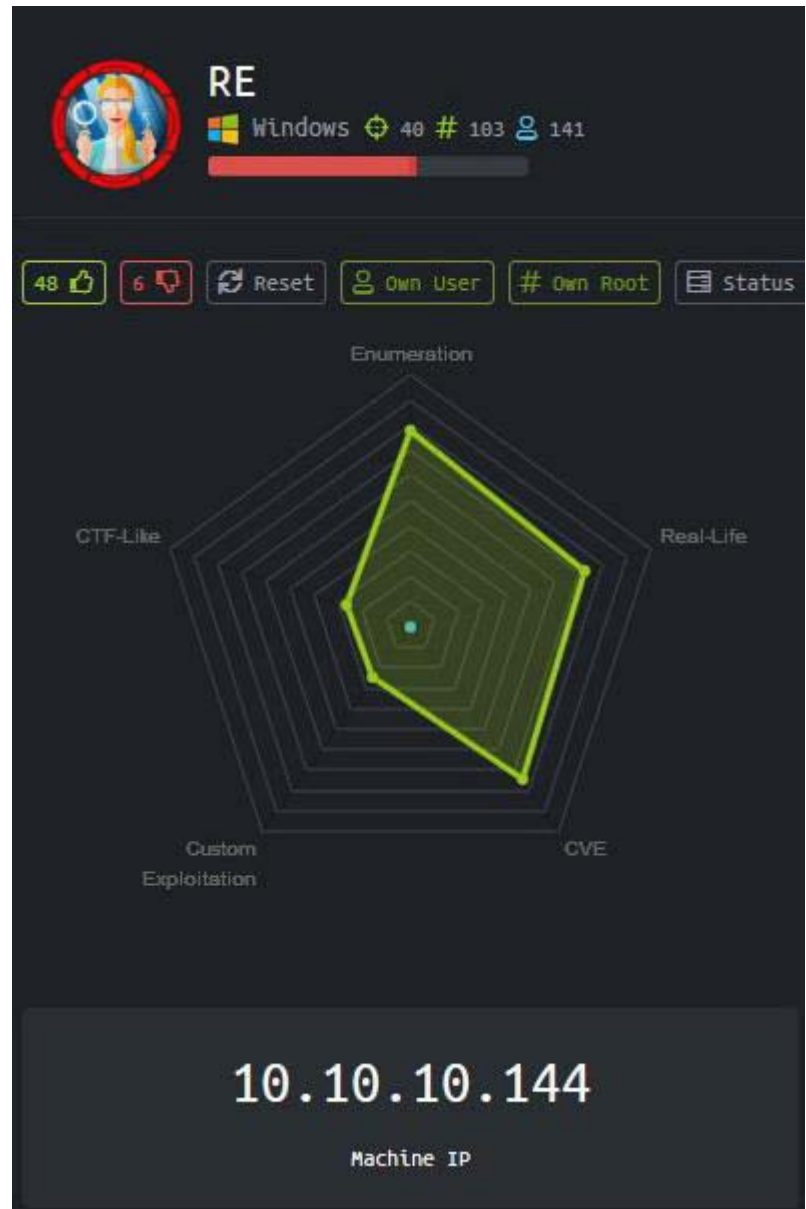 RE
Windows 40 # 103 141
48 6 Reset Own User # Own Root Status
Enumeration
CTF-Like Real-Life
Custom
Exploitation CVE
10.10.10.144
Machine IP